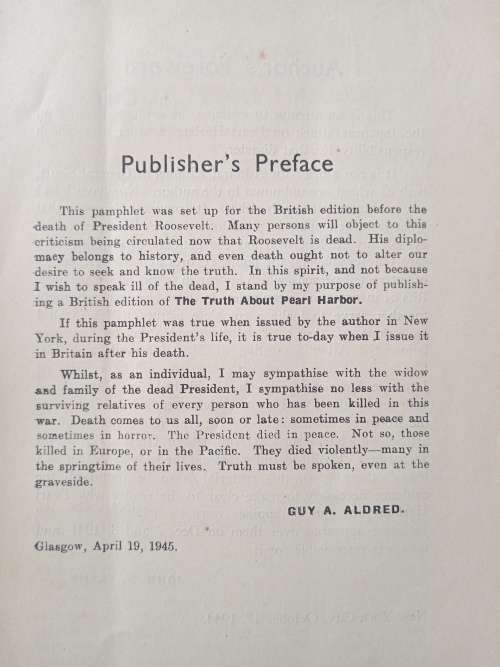 Publisher's Preface
This pamphlet was set up for the British edition before the
death of President Roosevelt. Many persons will object to this
criticism being circulated now that Roosevelt is dead. His diplo-
macy belongs to history, and even death ought not to alter our
desire to seek and know the truth. In this spirit, and not because
I wish to speak ill of the dead, I stand by my purpose of publish-
ing a British edition of The Truth About Pearl Harbor.
If this pamphlet was true when issued by the author in New
York, during the President's life, it is true to-day when I issue it
in Britain after his death.
Whilst, as an individual, I may sympathise with the widow
and family of the dead President, I sympathise no less with the
surviving relatives of every person who has been killed in this
war. Death comes to us all, soon or late: sometimes in peace and
sometimes in horror. The President died in peace. Not so, those
killed in Europe, or in the Pacific. They died violently—many in
the springtime of their lives. Truth must be spoken, even at the
graveside.
GUY A. ALDRED.
Glasgow, April 19, 1945.